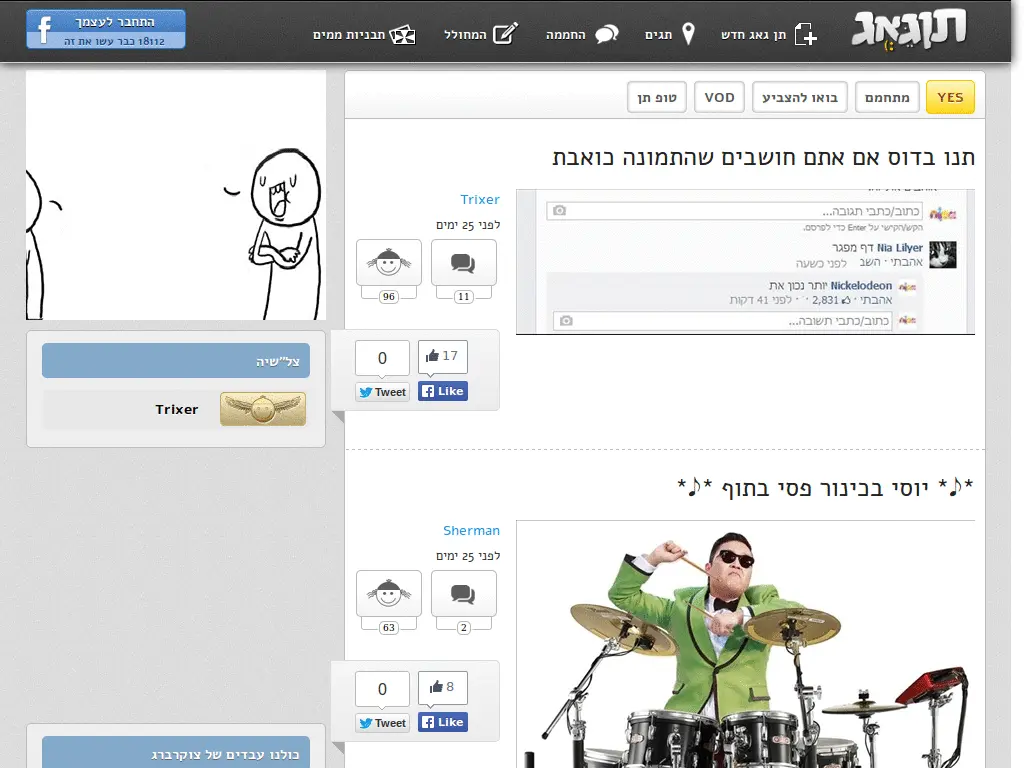 תןגאג
תן גאג חדש
תגים
החממה
המחולל
תבניות ממים
התחבר לעצמך
18112 כבר עשו את זה
YES
מתחמם
בואו להצביע
VOD
טופ תן
תנו בדוס אם אתם חושבים שהתמונה כואבת
Trixer
לפני 25 ימים
96
11
0
17
Tweet
Like
כתוב/כתבי תגובה...
הקש/הקישי על Enter כדי לפרסם.
Nia Lilyer דף מפגר
אהבתי · השב · לפני כשעה
Nickelodeon יותר נכון את
אהבתי · 2,831 · לפני 41 דקות
כתוב/כתבי תשובה...
צל"שיה
Trixer
*♪* יוסי בכינור פסי בתוף *♪*
Sherman
לפני 25 ימים
63
2
0
8
Tweet
Like
כולנו עבדים של צוקרברג